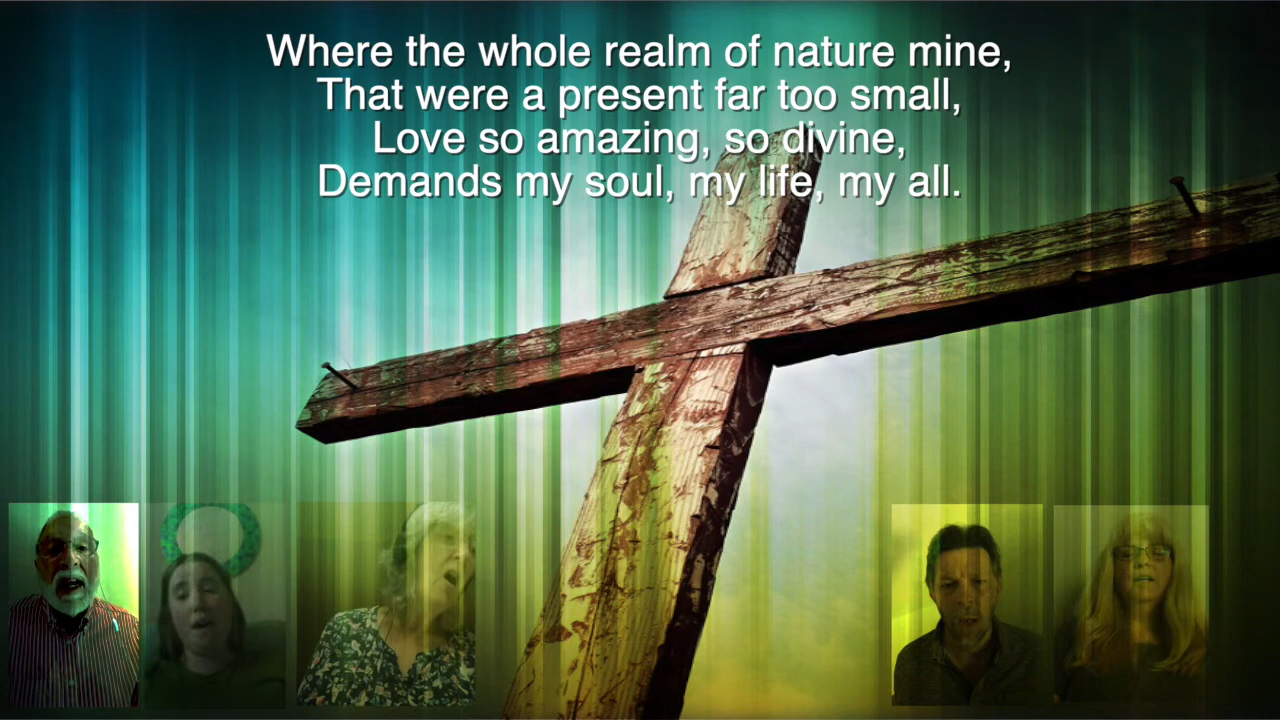 Where the whole realm of nature mine,
That were a present far too small,
Love so amazing, so divine,
Demands my soul, my life, my all.